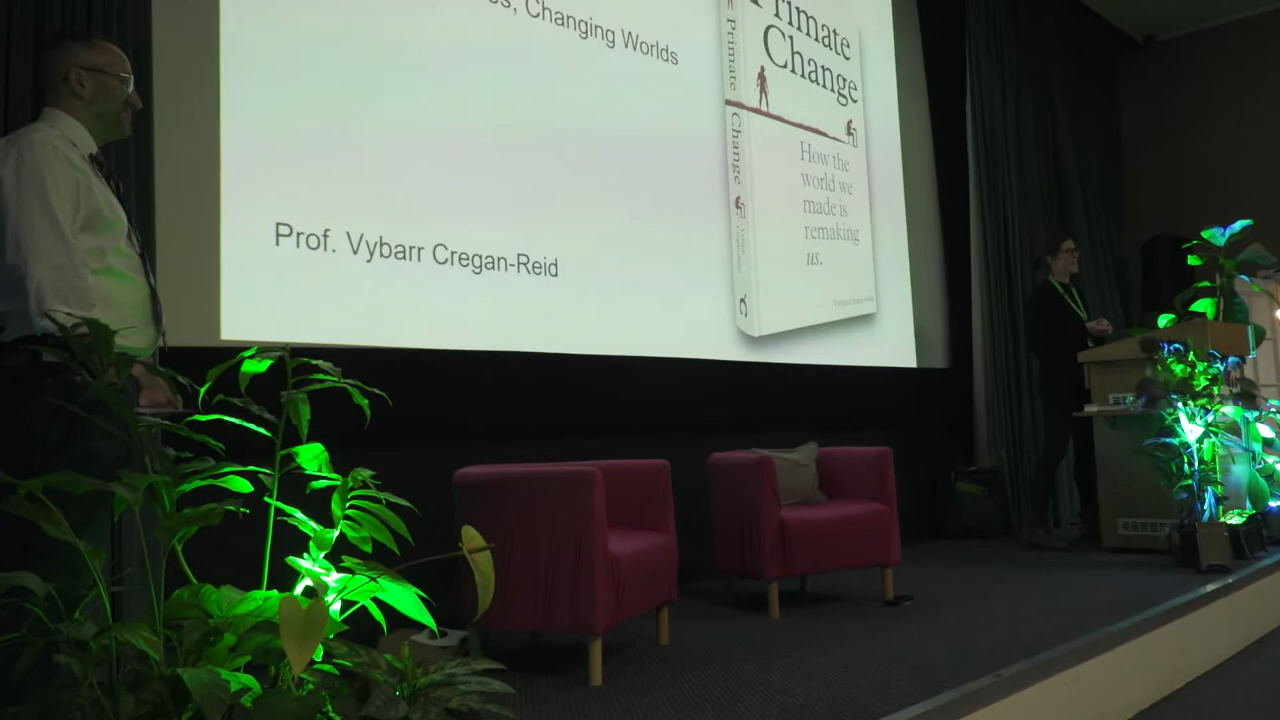 Changing Worlds
Prof. Vybarr Cregan-Reid
Primate Change
Primate
Change
How the
world we
made is
remaking
us.